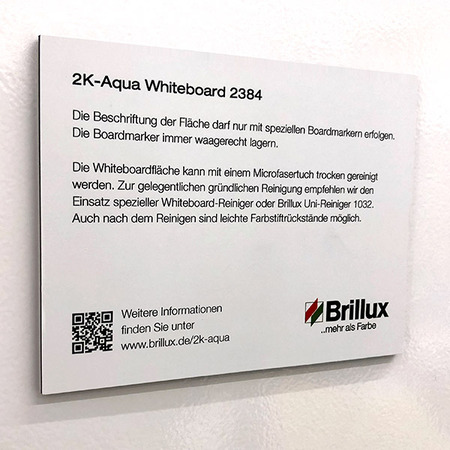 2K-Aqua Whiteboard 2384
Die Beschriftung der Fläche darf nur mit speziellen Boardmarkern erfolgen.
Die Boardmarker immer waagerecht lagern.
Die Whiteboardfläche kann mit einem Microfasertuch trocken gereinigt
werden. Zur gelegentlichen gründlichen Reinigung empfehlen wir den
Einsatz spezieller Whiteboard-Reiniger oder Brillux Uni-Reiniger 1032.
Auch nach dem Reinigen sind leichte Farbstiftrückstände möglich.
Weitere Informationen
finden Sie unter
www.brillux.de/2k-aqua
Brillux
..mehr als Farbe